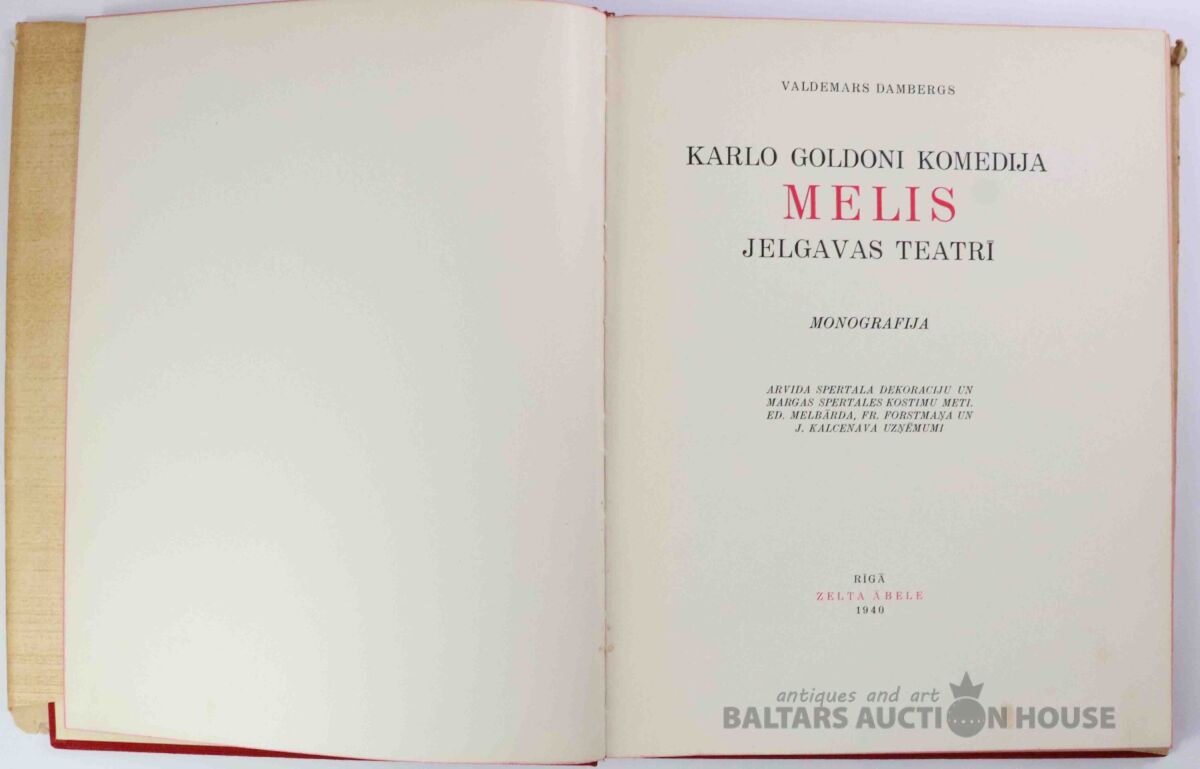 VALDEMARS DAMBERGS
KARLO GOLDONI KOMEDIJA
MELIS
JELGAVAS TEATRĪ
MONOGRAFIJA
ARVIDA SPERTALA DEKORACIJU UN
MARGAS SPERTALES KOSTIMU METI.
ED. MELBĀRDA, FR. FORSTMAŅA UN
J. KALCENAVA UZŅĒMUMI
RĪGĀ
ZELTA ĀBELE
1940
antiques and art
BALTARS AUCTION HOUSE